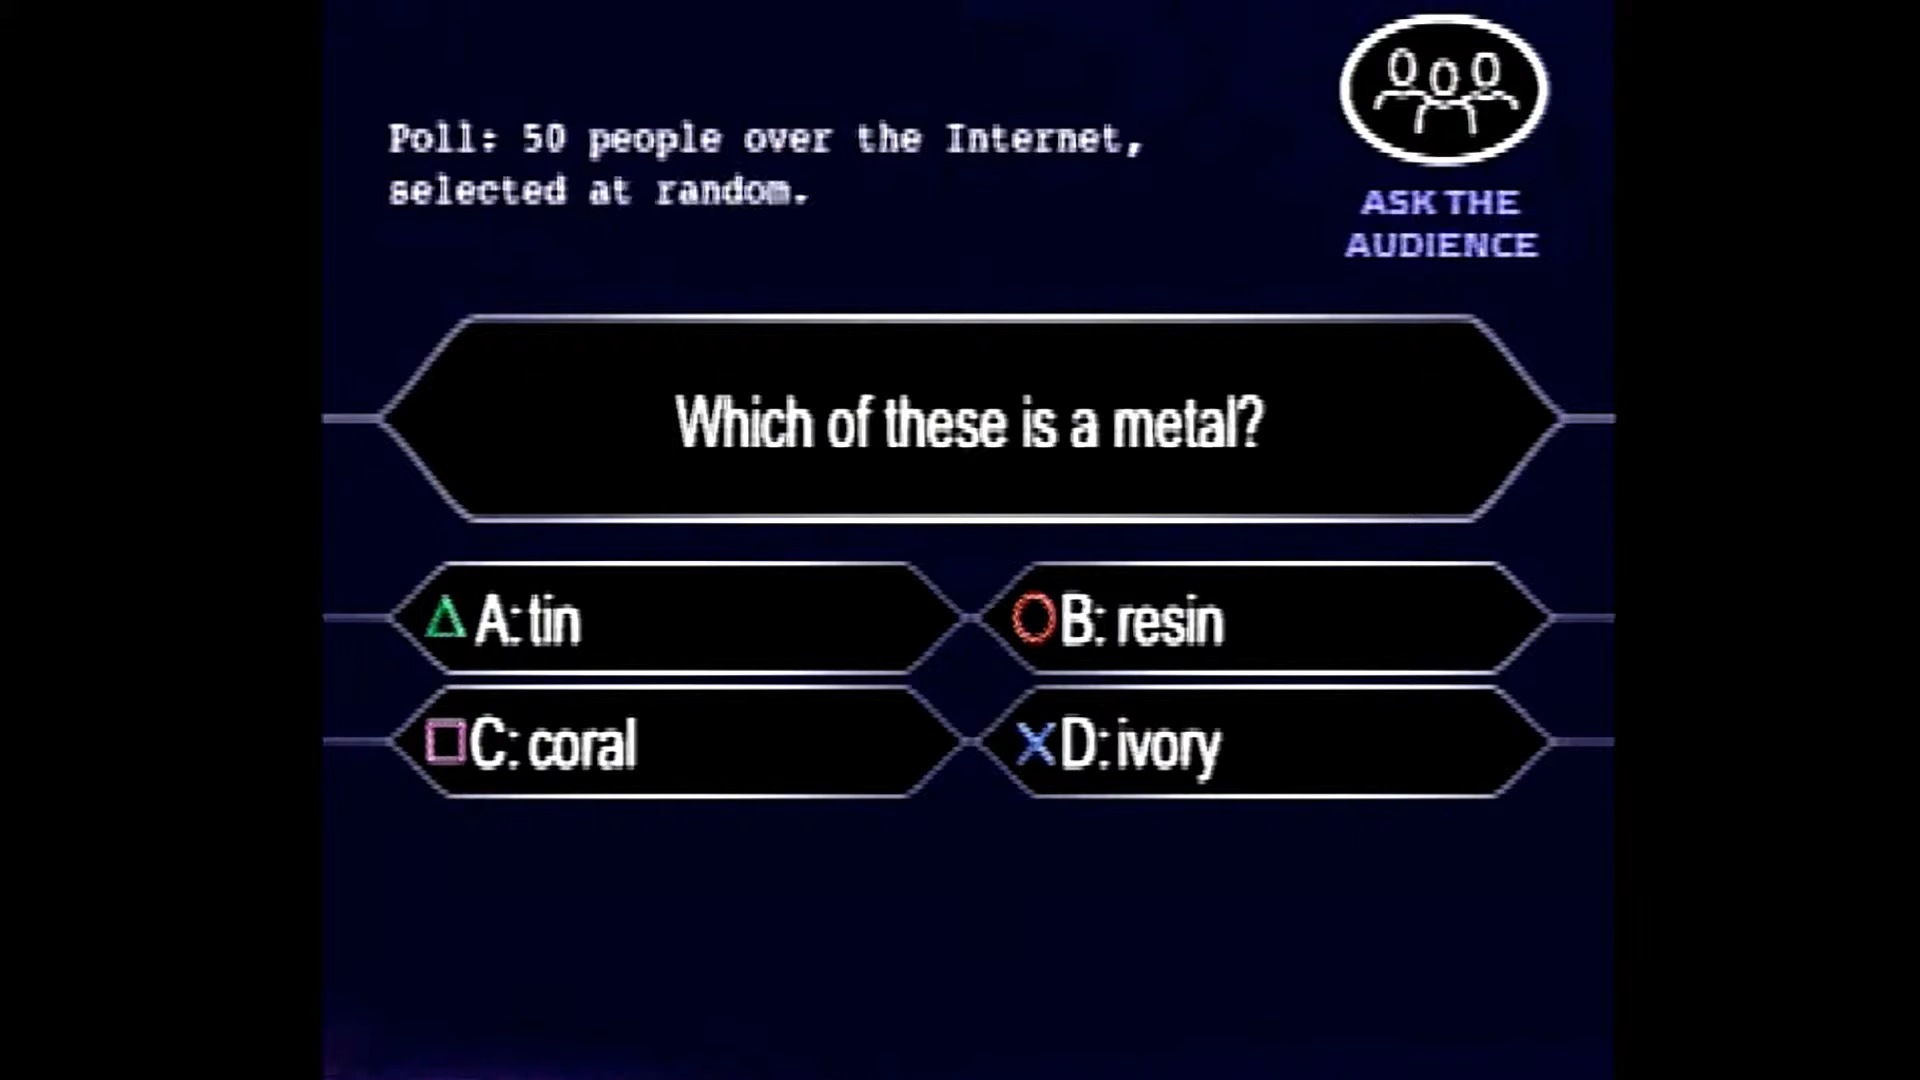 Poll: 50 people over the Internet,
selected at random.
ASK THE
AUDIENCE
Which of these is a metal?
A: tin
B: resin
C: coral
D: ivory